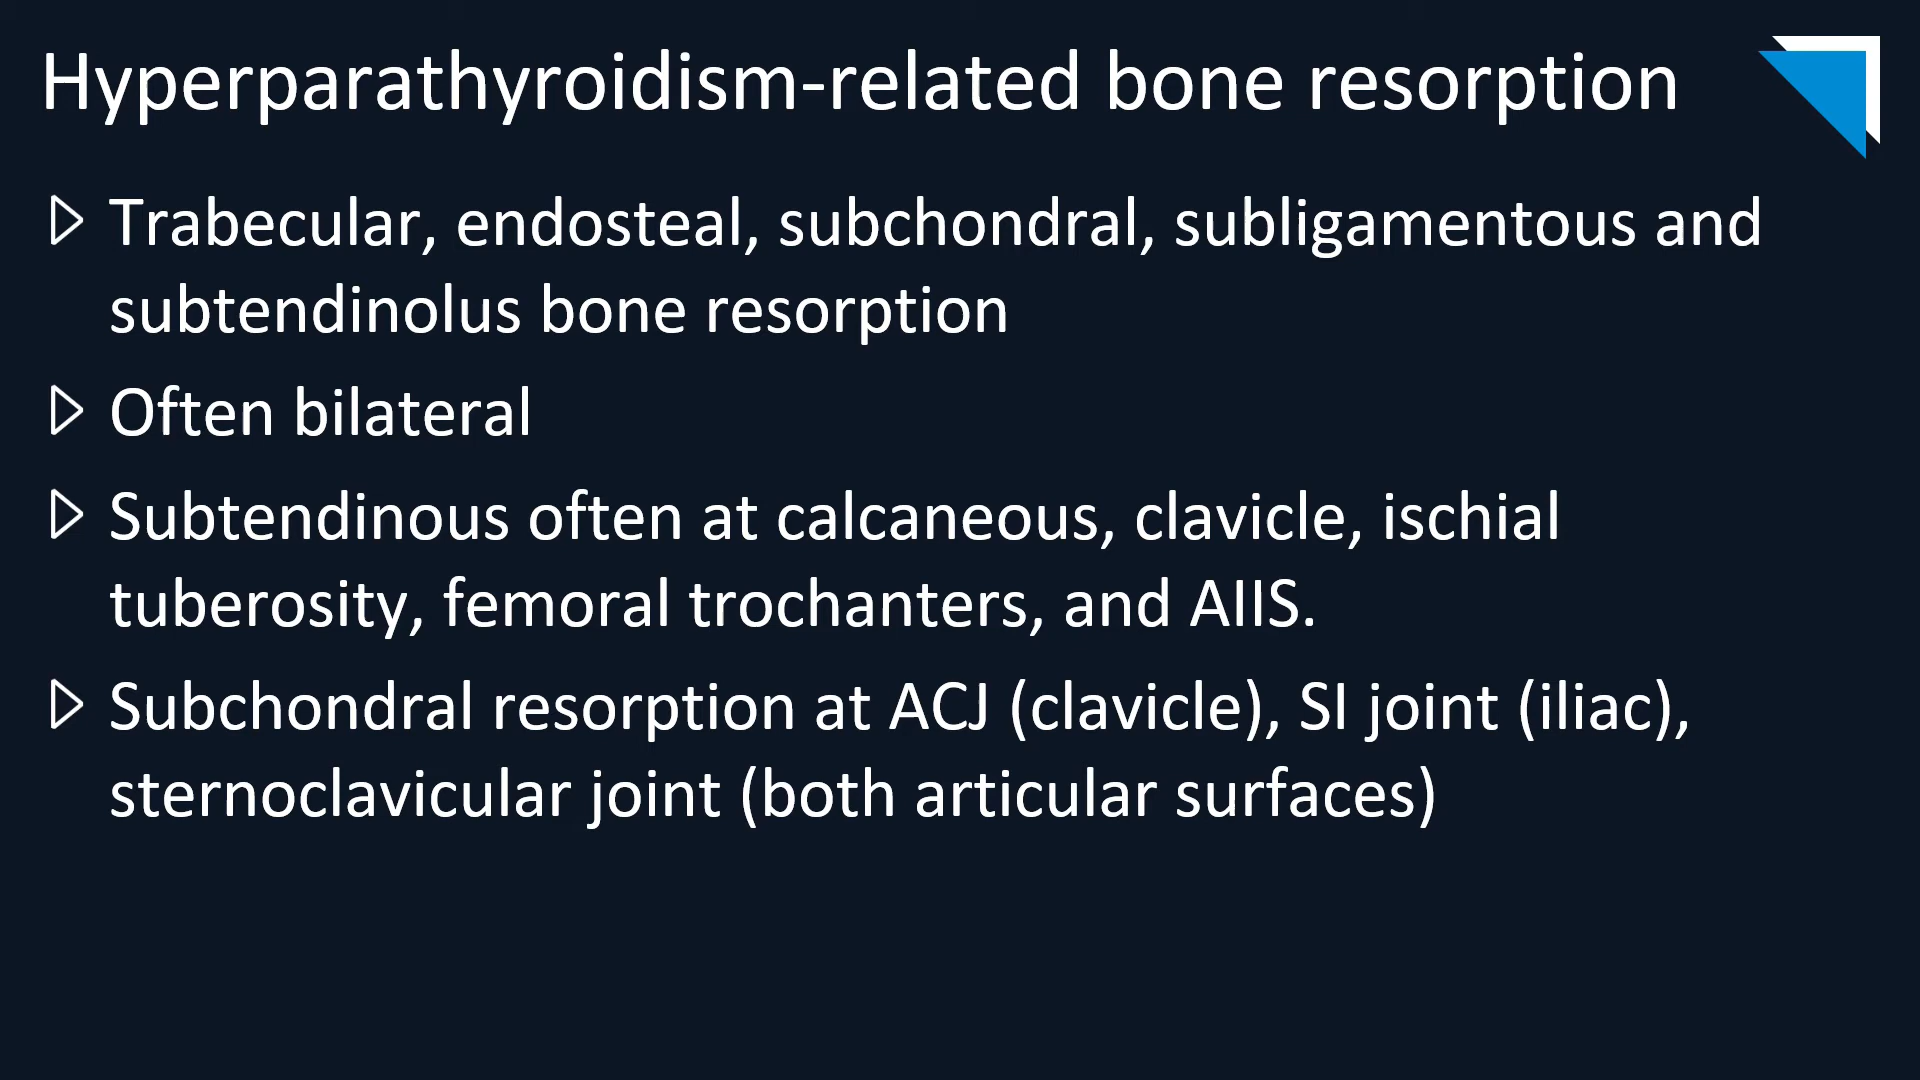 Hyperparathyroidism-related bone resorption
Trabecular, endosteal, subchondral, subligamentous and
subtendinolus bone resorption
Often bilateral
Subtendinous often at calcaneous, clavicle, ischial
tuberosity, femoral trochanters, and AIIS.
Subchondral resorption at ACJ (clavicle), SI joint (iliac),
sternoclavicular joint (both articular surfaces)